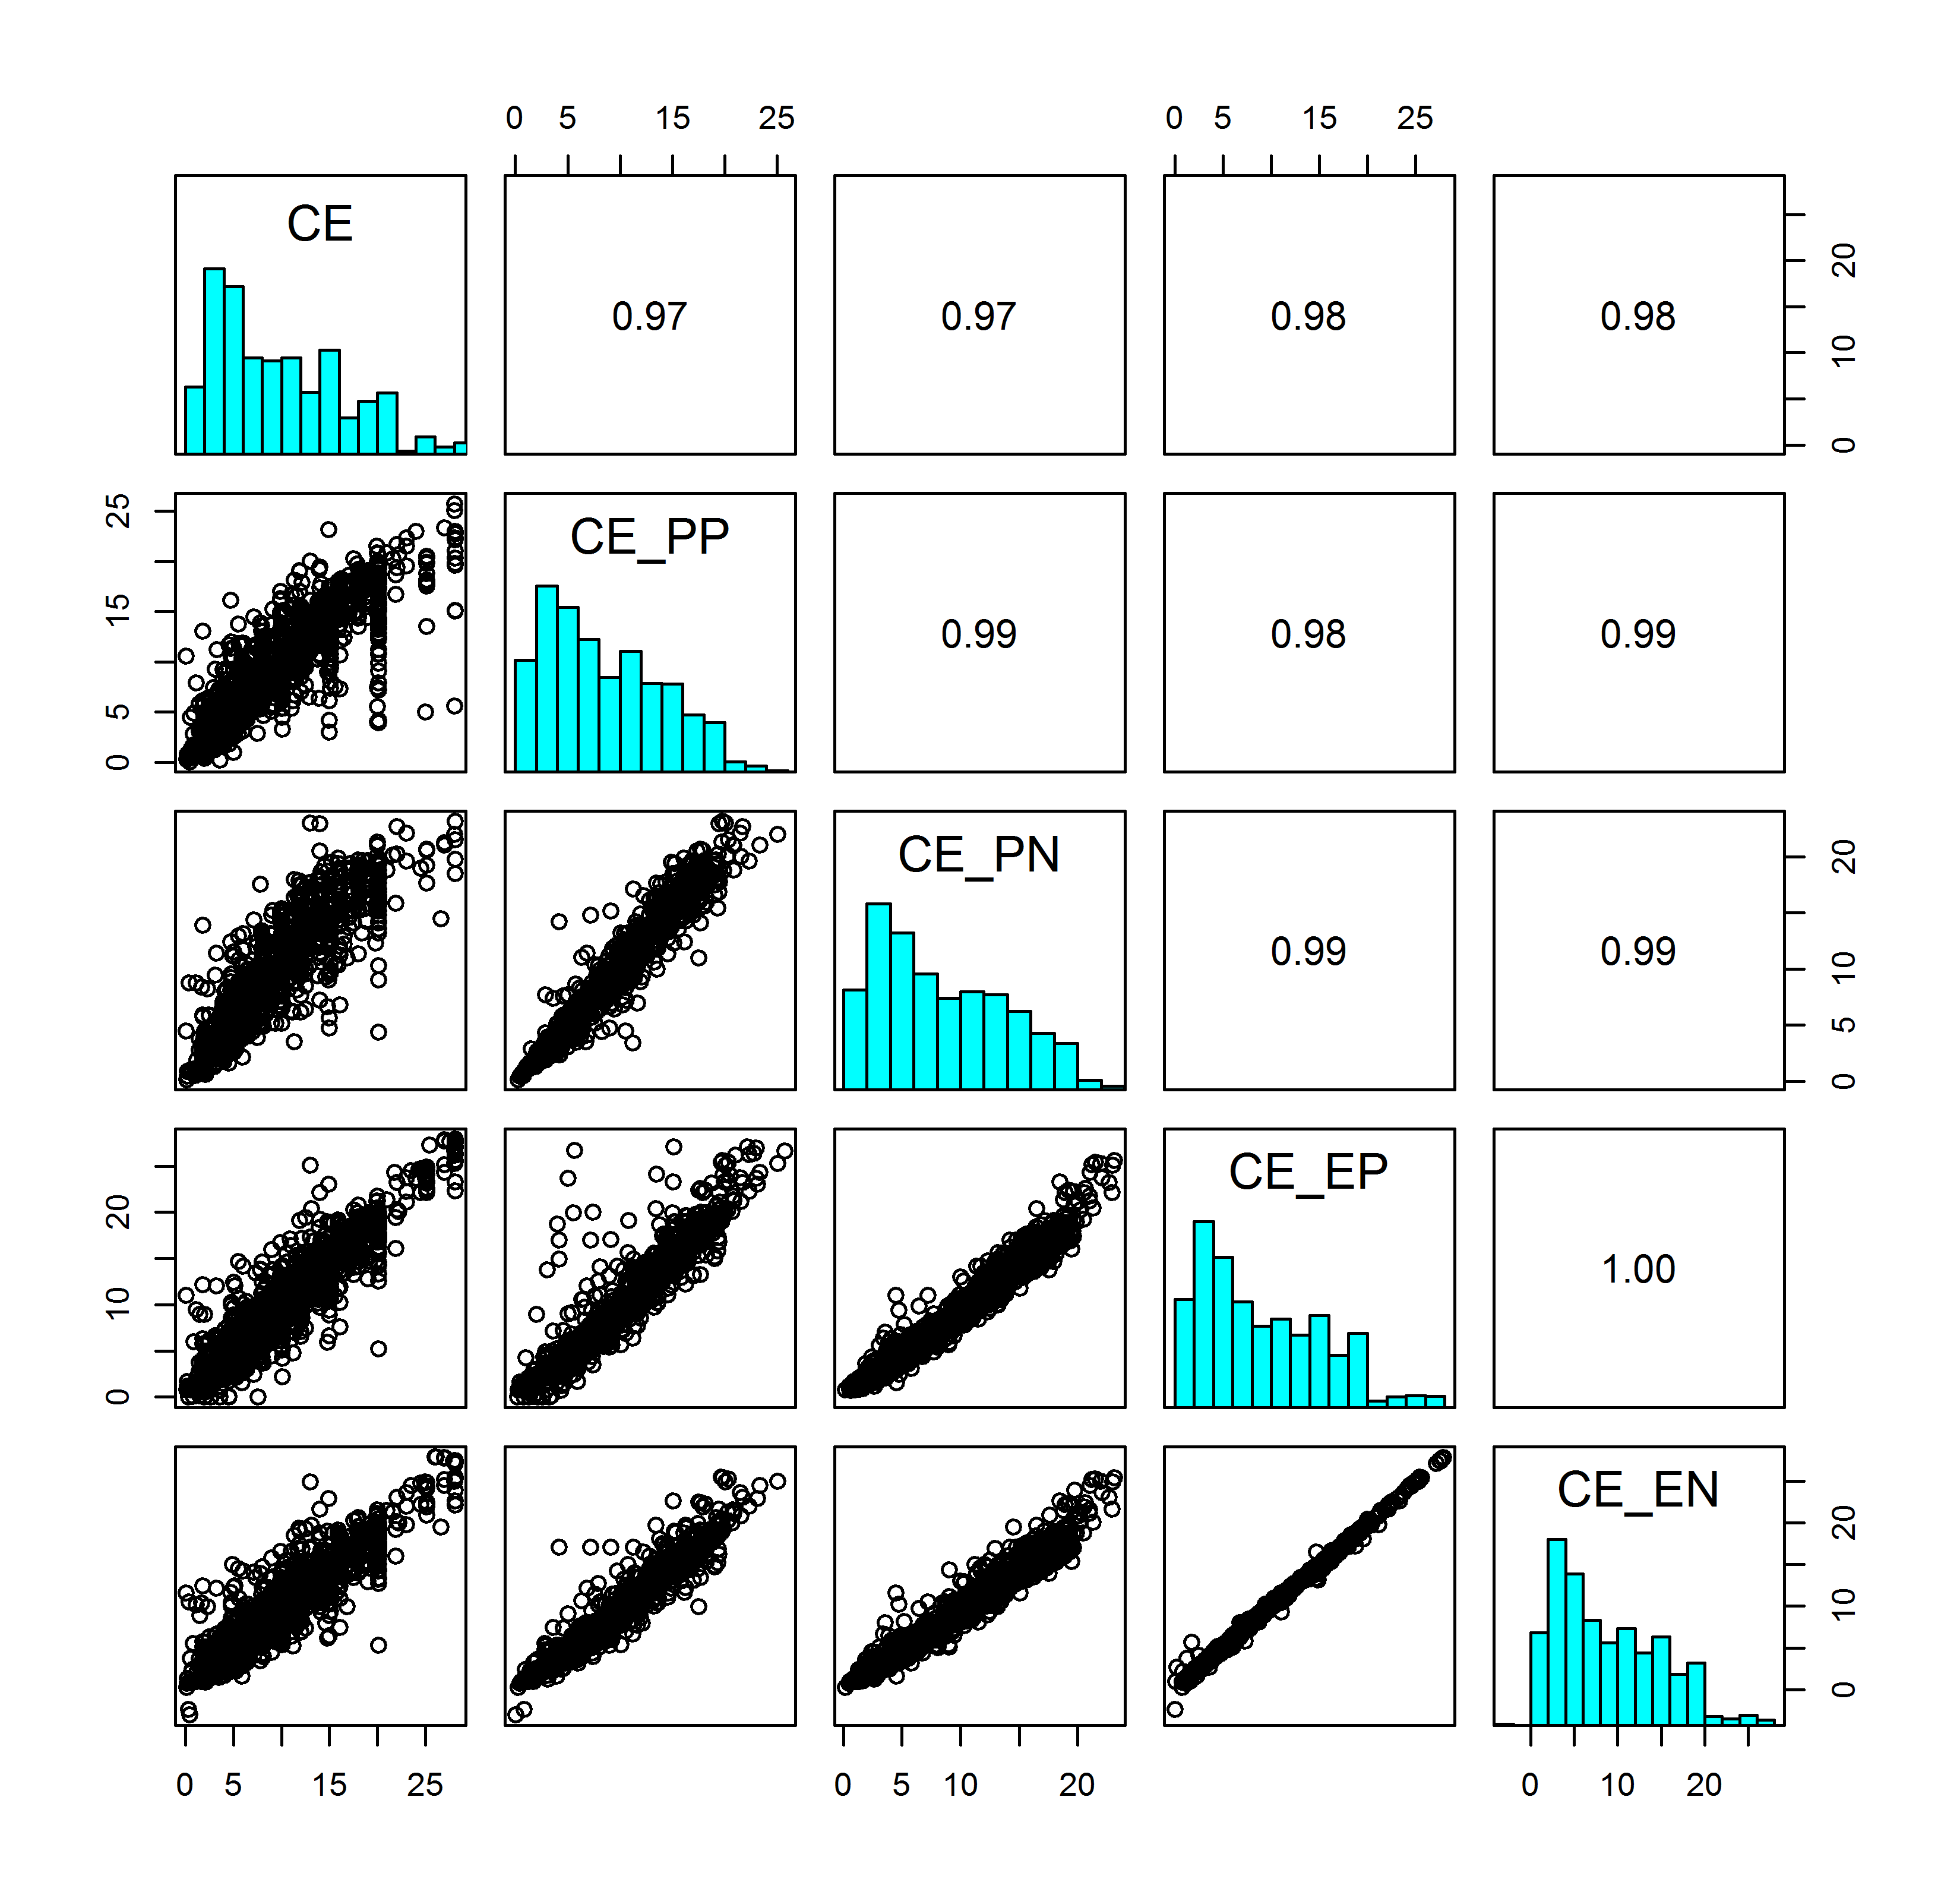 0 5 15 25 0 5 15 25
CE 0.97 0.97 0.98 0.98
0 10 20
0 5 15 25
CE_PP 0.99 0.98 0.99
CE_PN 0.99 0.99
0 5 10 20
0 10 20
CE_EP 1.00
CE_EN
0 10 20
0 5 15 25 0 5 10 20 0 10 20